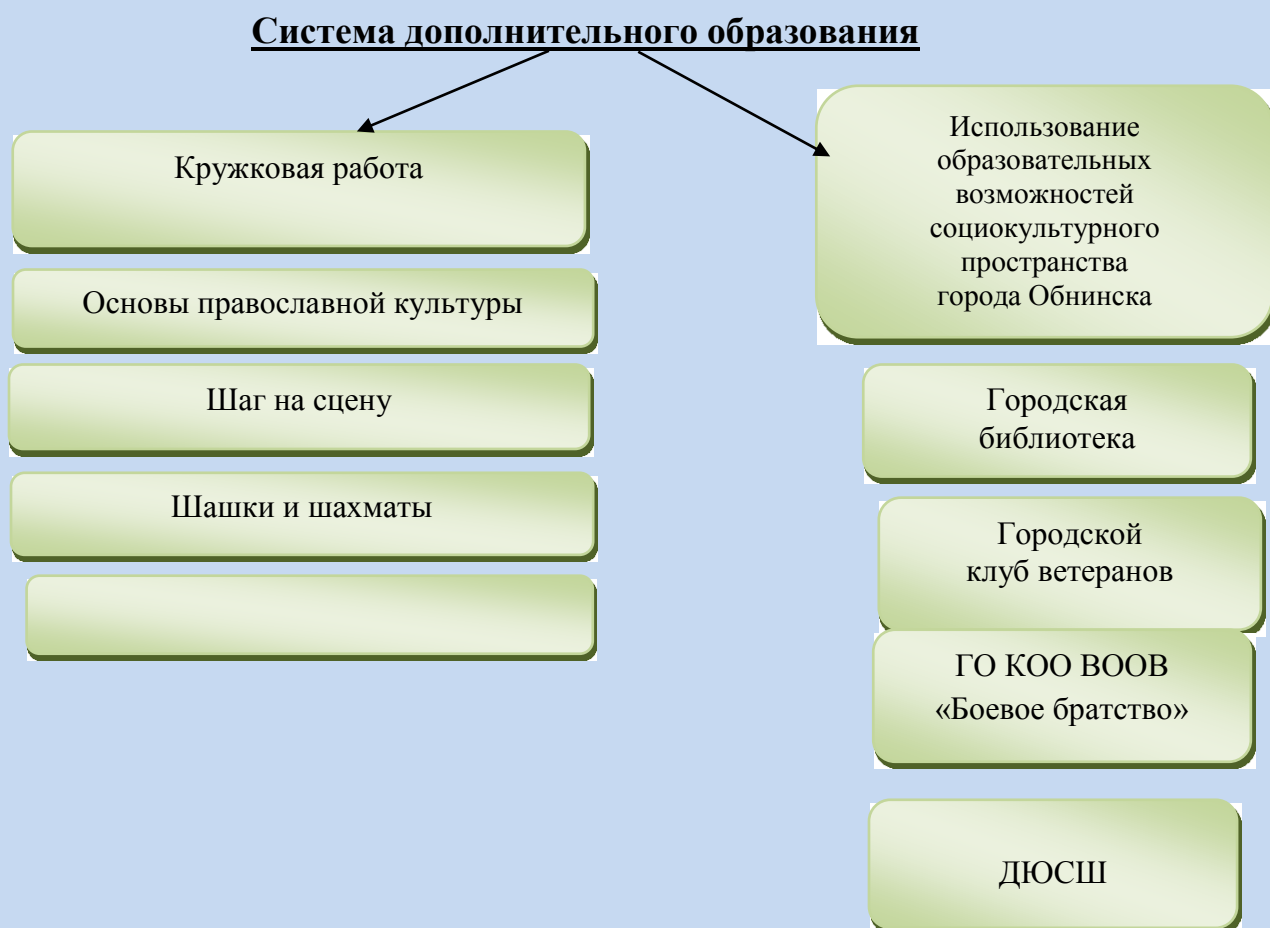 Система дополнительного образования
Кружковая работа
Основы православной культуры
Шаг на сцену
Шашки и шахматы
Использование
образовательных
возможностей
социокультурного
пространства
города Обнинска
Городская
библиотека
Городской
клуб ветеранов
ГО КОО ВООВ
«Боевое братство»
ДЮСШ